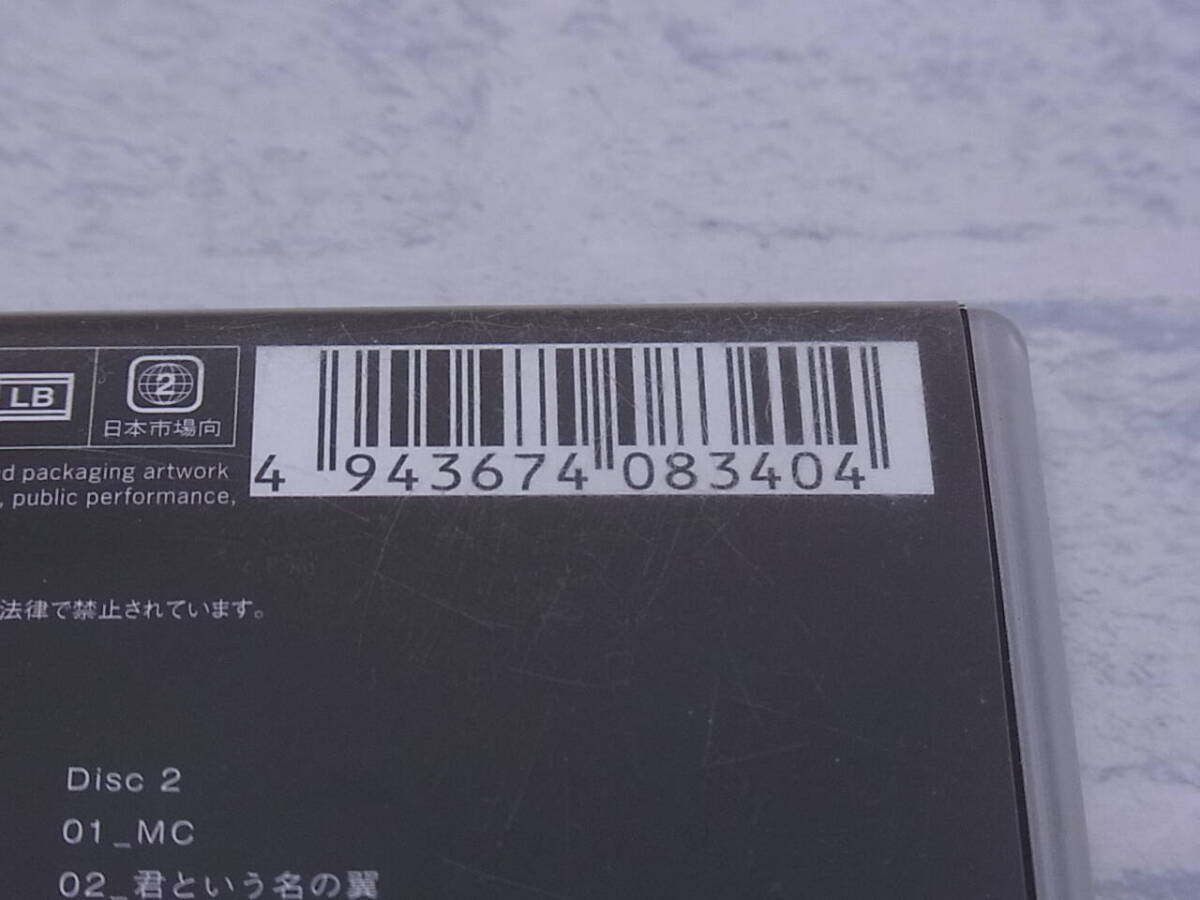 LB
2
日本市場向
4 943674 083404
d packaging artwork
, public performance,
法律で禁止されています。
Disc 2
01_MC
02_君という名の翼